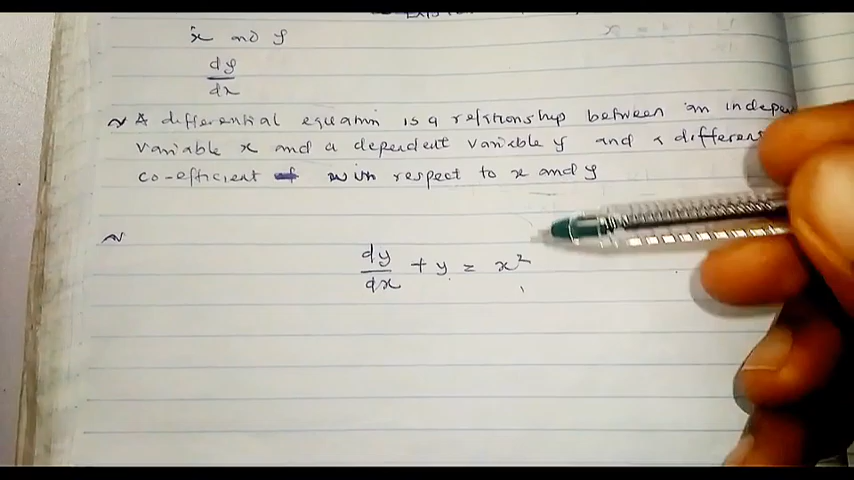 x and y
dy
dx
~ A differential equation is a relationship between an indepen
variable x and a dependent variable y and a differen
co-efficient with respect to x and y
~
dy/dx + y = x²